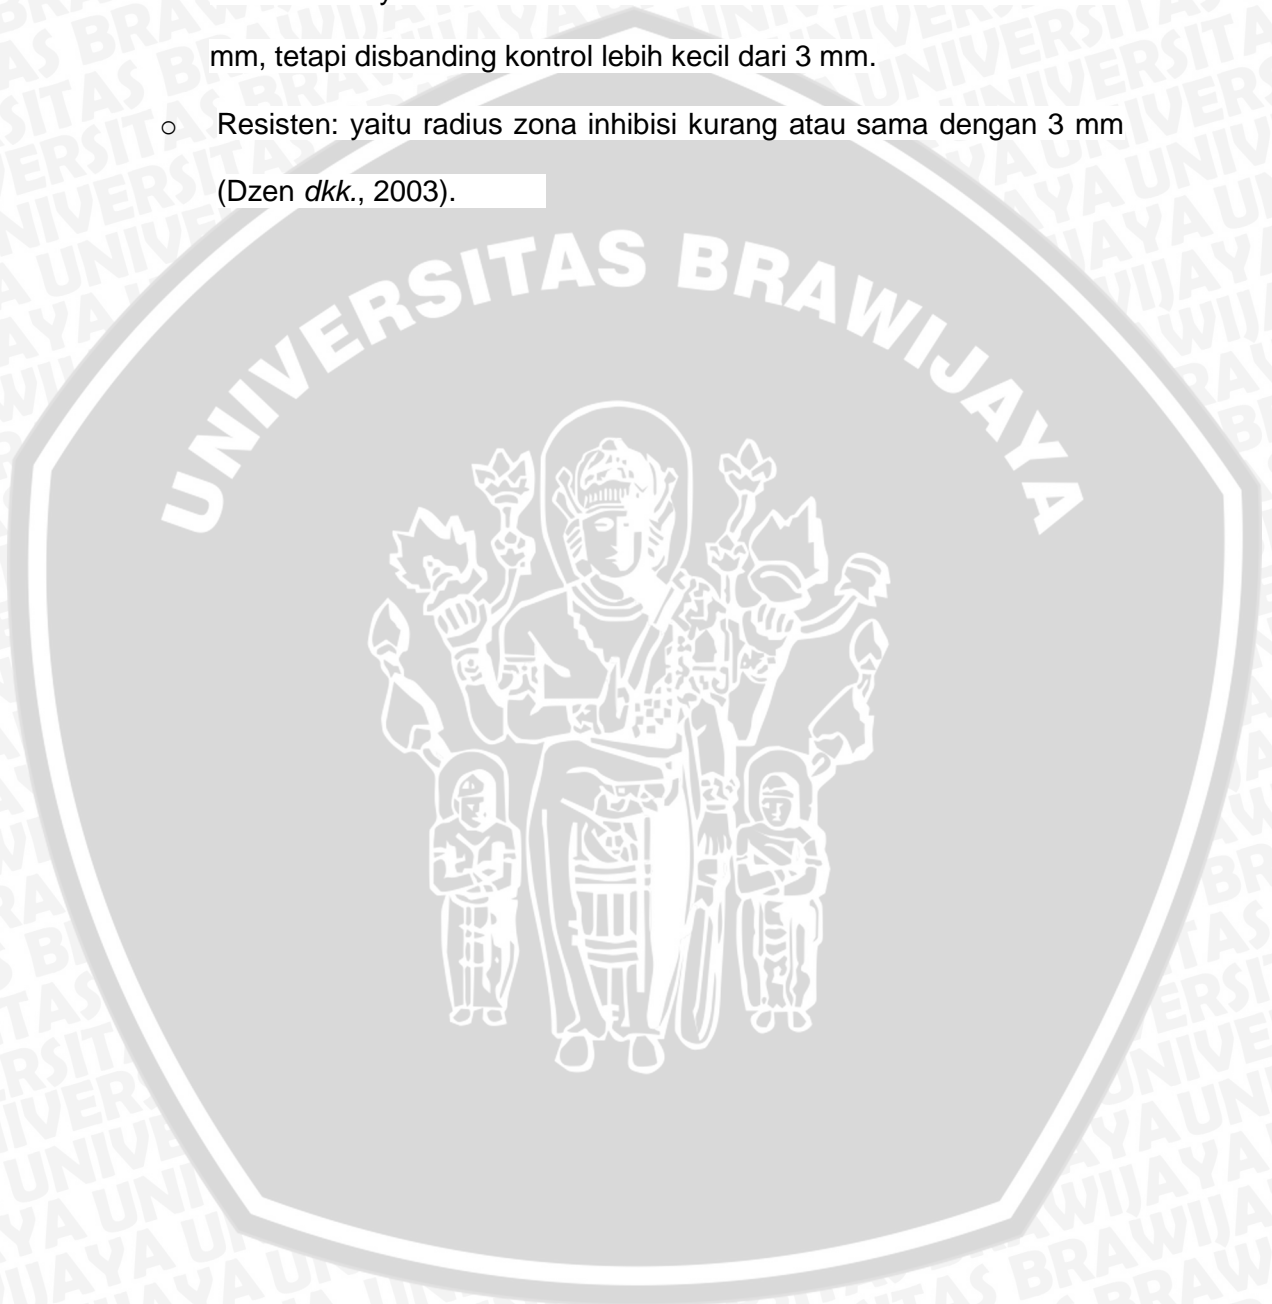 mm, tetapi disbanding kontrol lebih kecil dari 3 mm.
○ Resisten: yaitu radius zona inhibisi kurang atau sama dengan 3 mm
(Dzen dkk., 2003).
UNIVERSITAS BRAWIJAYA